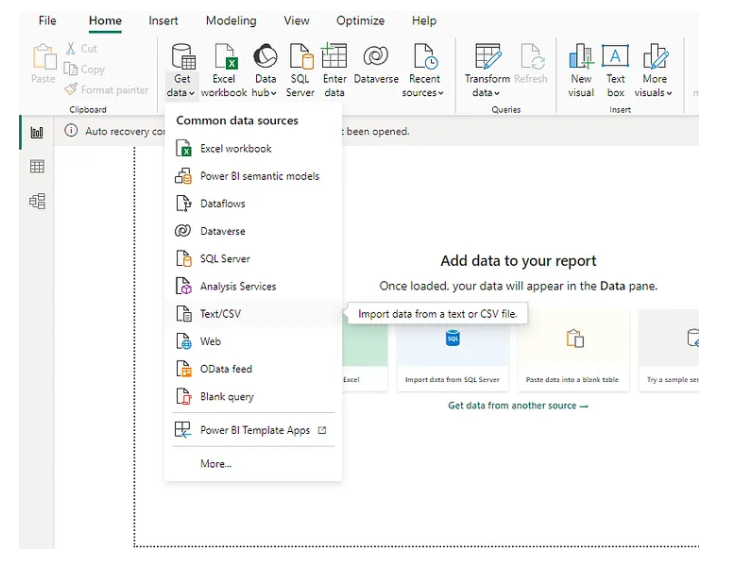 File Home Insert Modeling View Optimize Help
Paste
Cut
Copy
Format painter
Clipboard
Get data
Excel workbook
Data hub
SQL Server
Enter data
Dataverse
Recent sources
Transform data
Refresh
Queries
New visual
Text box
More visuals
Insert
Auto recovery co
t been opened.
Common data sources
Excel workbook
Power BI semantic models
Dataflows
Dataverse
SQL Server
Analysis Services
Text/CSV
Import data from a text or CSV file.
Web
OData feed
Blank query
Power BI Template Apps
More...
Add data to your report
Once loaded, your data will appear in the Data pane.
Excel
SQL
Import data from SQL Server
Paste data into a blank table
Try a sample se
Get data from another source →